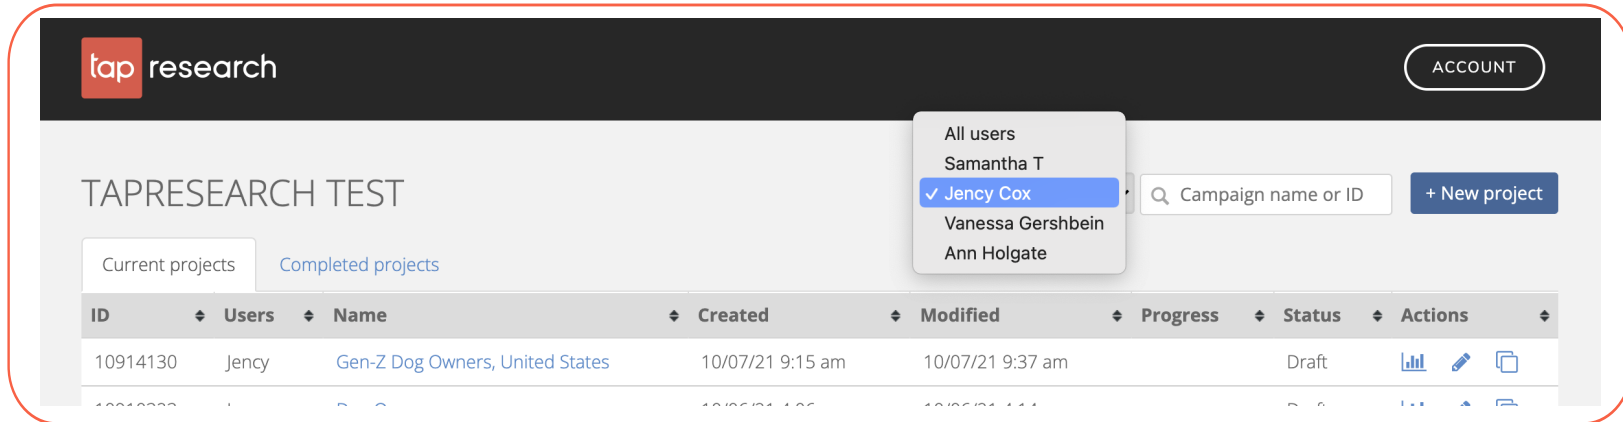 tap research
ACCOUNT
All users
Samantha T
✓ Jency Cox
Vanessa Gershbein
Ann Holgate
TAPRESEARCH TEST
Campaign name or ID
+ New project
Current projects
Completed projects
ID Users Name Created Modified Progress Status Actions
10914130 Jency Gen-Z Dog Owners, United States 10/07/21 9:15 am 10/07/21 9:37 am Draft